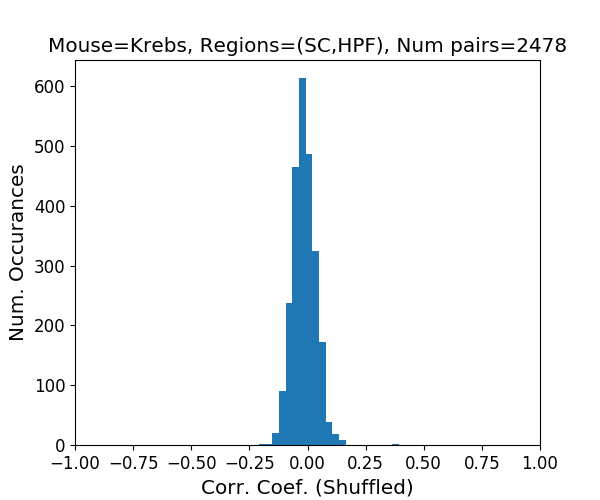 Mouse=Krebs, Regions=(SC,HPF), Num pairs=2478
Num. Occurances
600
500
400
300
200
100
0
−1.00 −0.75 −0.50 −0.25 0.00 0.25 0.50 0.75 1.00
Corr. Coef. (Shuffled)